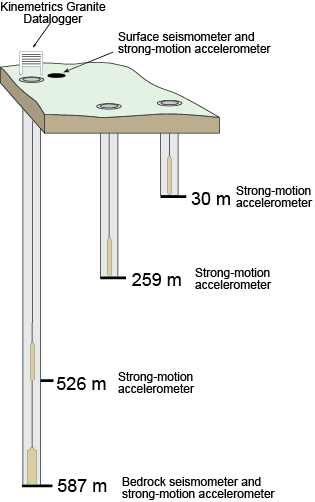 Kinemetrics Granite
Datalogger
Surface seismometer and
strong-motion accelerometer
30 m
Strong-motion
accelerometer
259 m
Strong-motion
accelerometer
526 m
Strong-motion
accelerometer
587 m
Bedrock seismometer and
strong-motion accelerometer